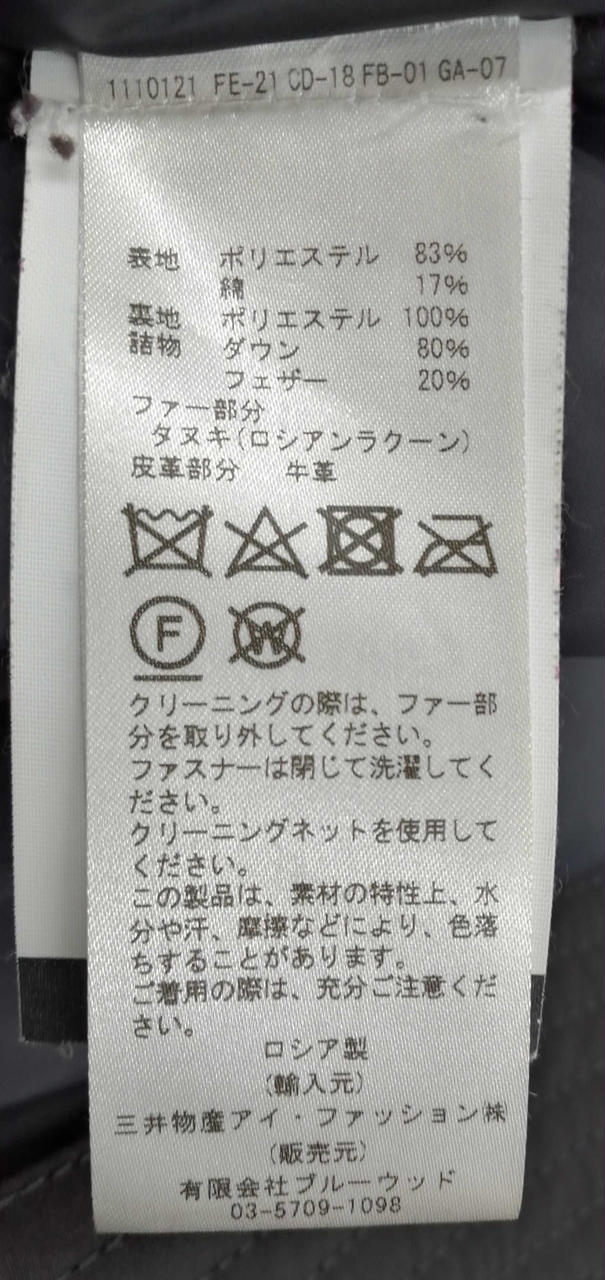 1110121 FE-21 CD-18 FB-01 GA-07
表地 ポリエステル 83%
綿 17%
裏地 ポリエステル 100%
詰物 ダウン 80%
フェザー 20%
ファー部分
タヌキ(ロシアンラクーン)
皮革部分 牛革
F W
クリーニングの際は、ファー部
分を取り外してください。
ファスナーは閉じて洗濯してく
ださい。
クリーニングネットを使用して
ください。
この製品は、素材の特性上、水
分や汗、摩擦などにより、色落
ちすることがあります。
ご着用の際は、充分ご注意くだ
さい。
ロシア製
(輸入元)
三井物産アイ・ファッション㈱
(販売元)
有限会社ブルーウッド
03-5709-1098